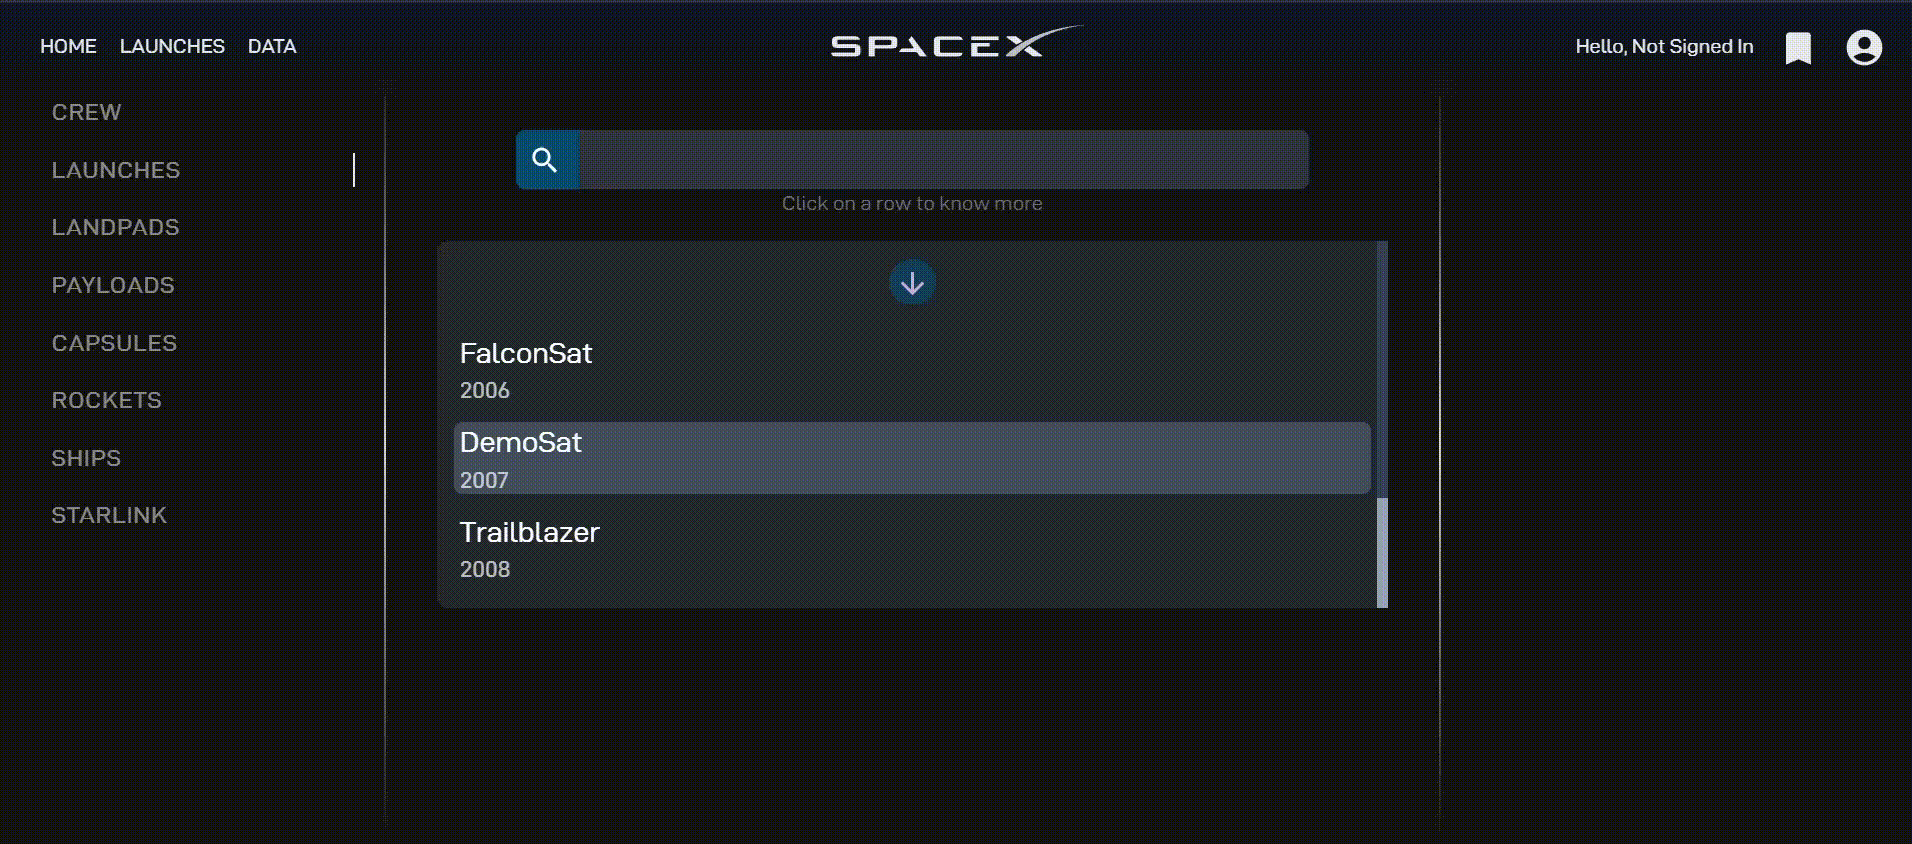 HOME LAUNCHES DATA
SPACEX
Hello, Not Signed In
CREW
LAUNCHES
LANDPADS
PAYLOADS
CAPSULES
ROCKETS
SHIPS
STARLINK
Click on a row to know more
FalconSat
2006
DemoSat
2007
Trailblazer
2008